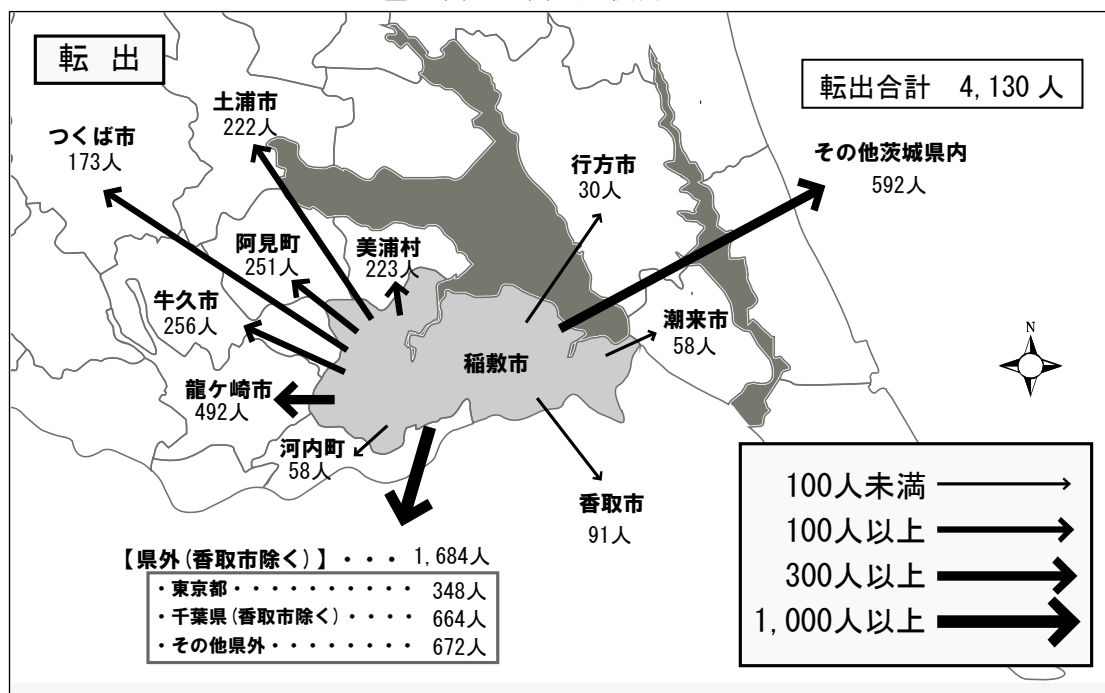 転 出
転出合計 4,130 人
土浦市
222人
つくば市
173人
行方市
30人
その他茨城県内
592人
阿見町
251人
美浦村
223人
牛久市
256人
潮来市
58人
稲敷市
N
龍ケ崎市
492人
河内町
58人
香取市
91人
【県外(香取市除く)】・・・ 1,684人
・東京都・・・・・・・・・・ 348人
・千葉県(香取市除く)・・・・ 664人
・その他県外・・・・・・・・ 672人
100人未満
100人以上
300人以上
1,000人以上